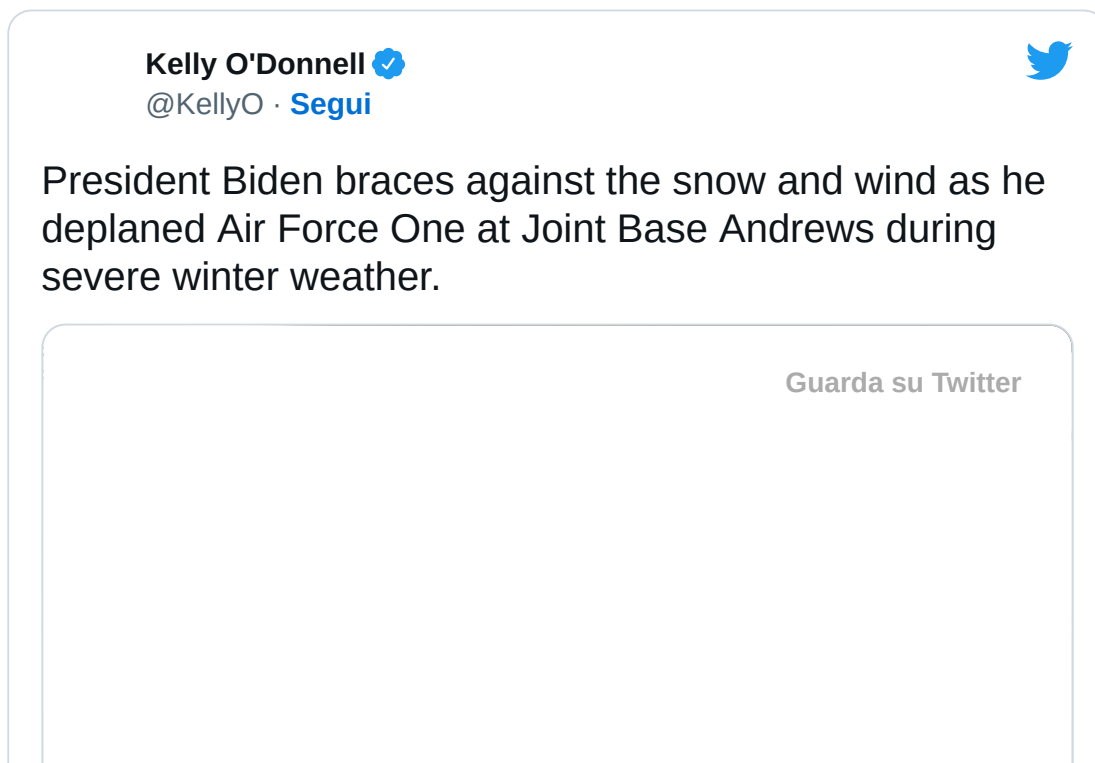 Kelly O'Donnell
@KellyO · Segui
President Biden braces against the snow and wind as he
deplaned Air Force One at Joint Base Andrews during
severe winter weather.
Guarda su Twitter